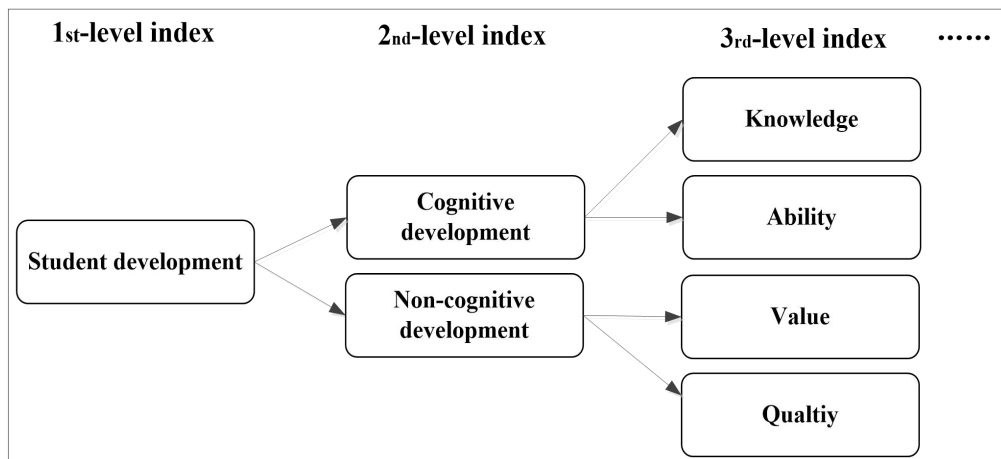 1st-level index
2nd-level index
3rd-level index
······
Student development
Cognitive
development
Non-cognitive
development
Knowledge
Ability
Value
Qualtiy